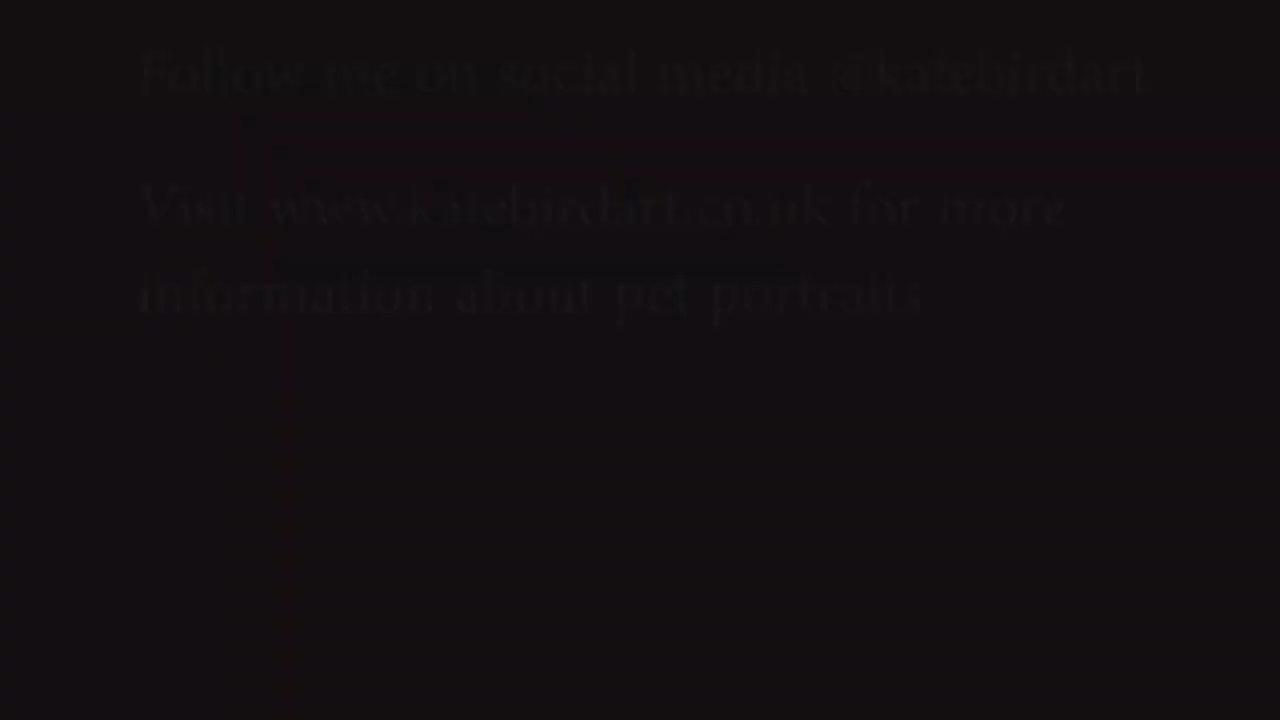 Follow me on social media @katebirdart
Visit www.katebirdart.co.uk for more
information about pet portraits